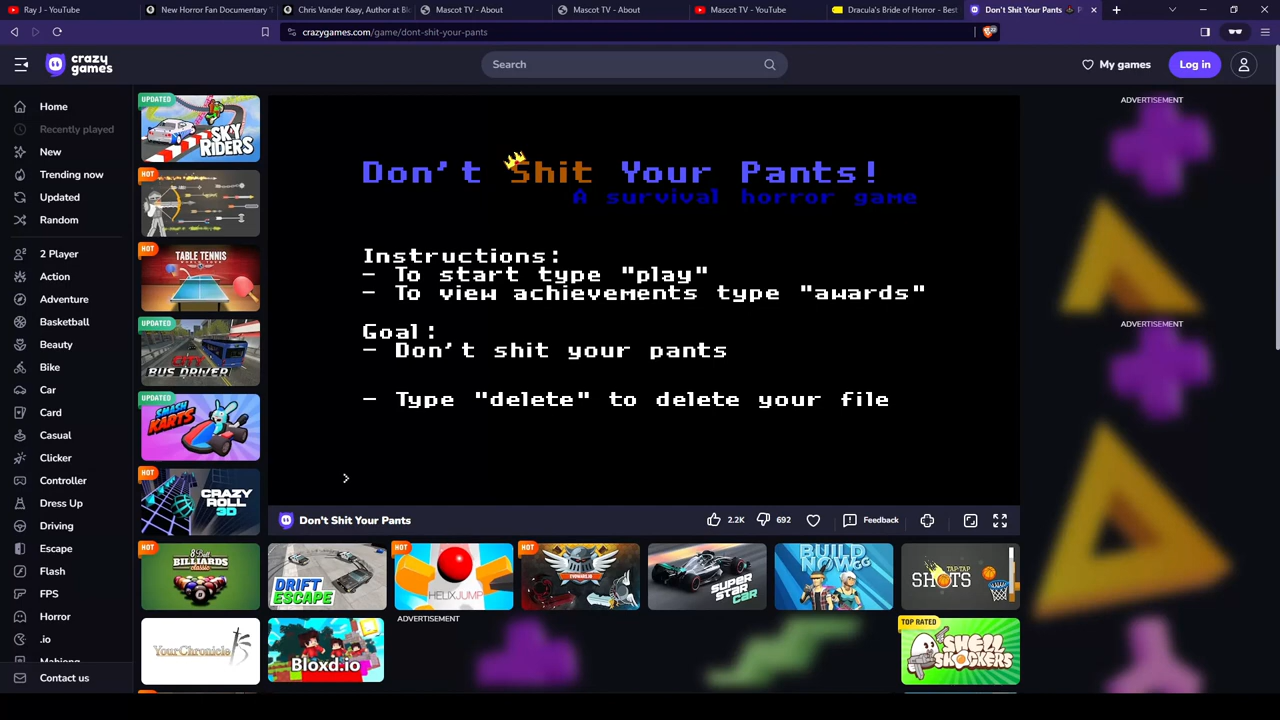 Ray J - YouTube
New Horror Fan Documentary "
Chris Vander Kaay, Author at Blo
Mascot TV - About
Mascot TV - About
Mascot TV - YouTube
Dracula's Bride of Horror - Best
Don't Shit Your Pants
crazygames.com/game/dont-shit-your-pants
crazy games
Search
My games
Log in
Home
Recently played
New
Trending now
Updated
Random
2 Player
Action
Adventure
Basketball
Beauty
Bike
Car
Card
Casual
Clicker
Controller
Dress Up
Driving
Escape
Flash
FPS
Horror
.io
Mahjong
Contact us
UPDATED
SKY RIDERS
HOT
HOT
TABLE TENNIS
UPDATED
CITY BUS DRIVER
UPDATED
SMASH KARTS
HOT
CRAZY ROLL 3D
Don't Shit Your Pants!
A survival horror game
Instructions:
- To start type "play"
- To view achievements type "awards"
Goal:
- Don't shit your pants
- Type "delete" to delete your file
>
Don't Shit Your Pants
2.2K
692
Feedback
ADVERTISEMENT
ADVERTISEMENT
HOT
8 Ball
BILLIARDS
classic
DRIFT ESCAPE
HOT
HELIX JUMP
HOT
SUPER STAR CAR
BUILD NOW GG
TAP-TAP SHOTS
YourChronicle
Bloxd.io
ADVERTISEMENT
TOP RATED
SHELL SHOCKERS